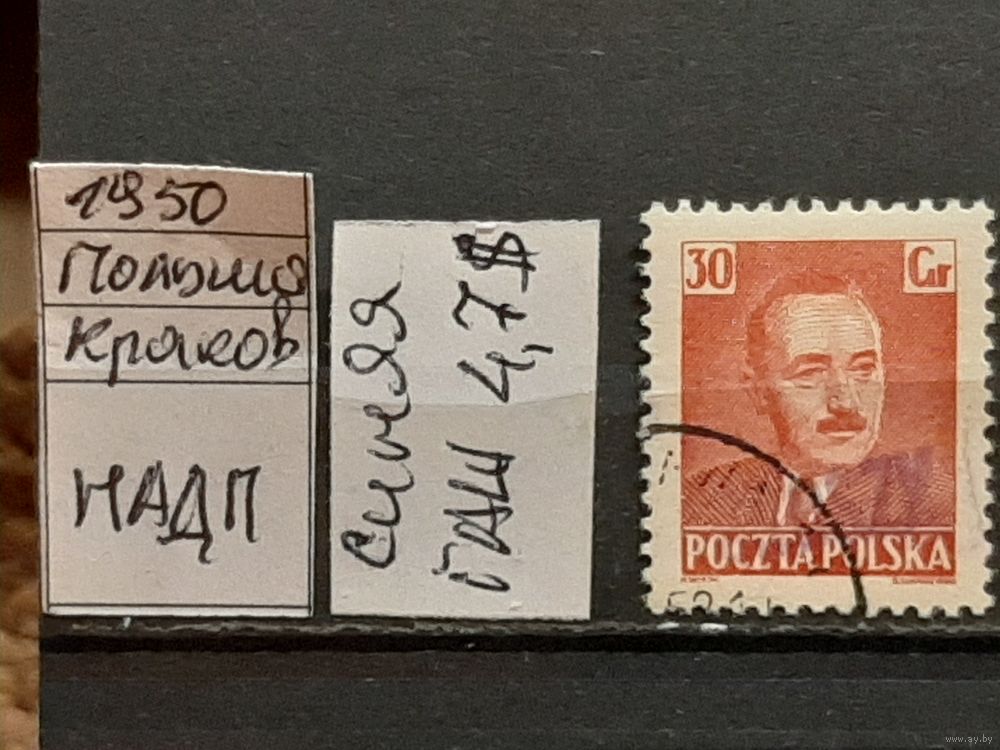 1950
Польша
Краков
НАДП
Синяя
ГАШ 4,7$
30 Gr
POCZTA POLSKA
www.ay.by